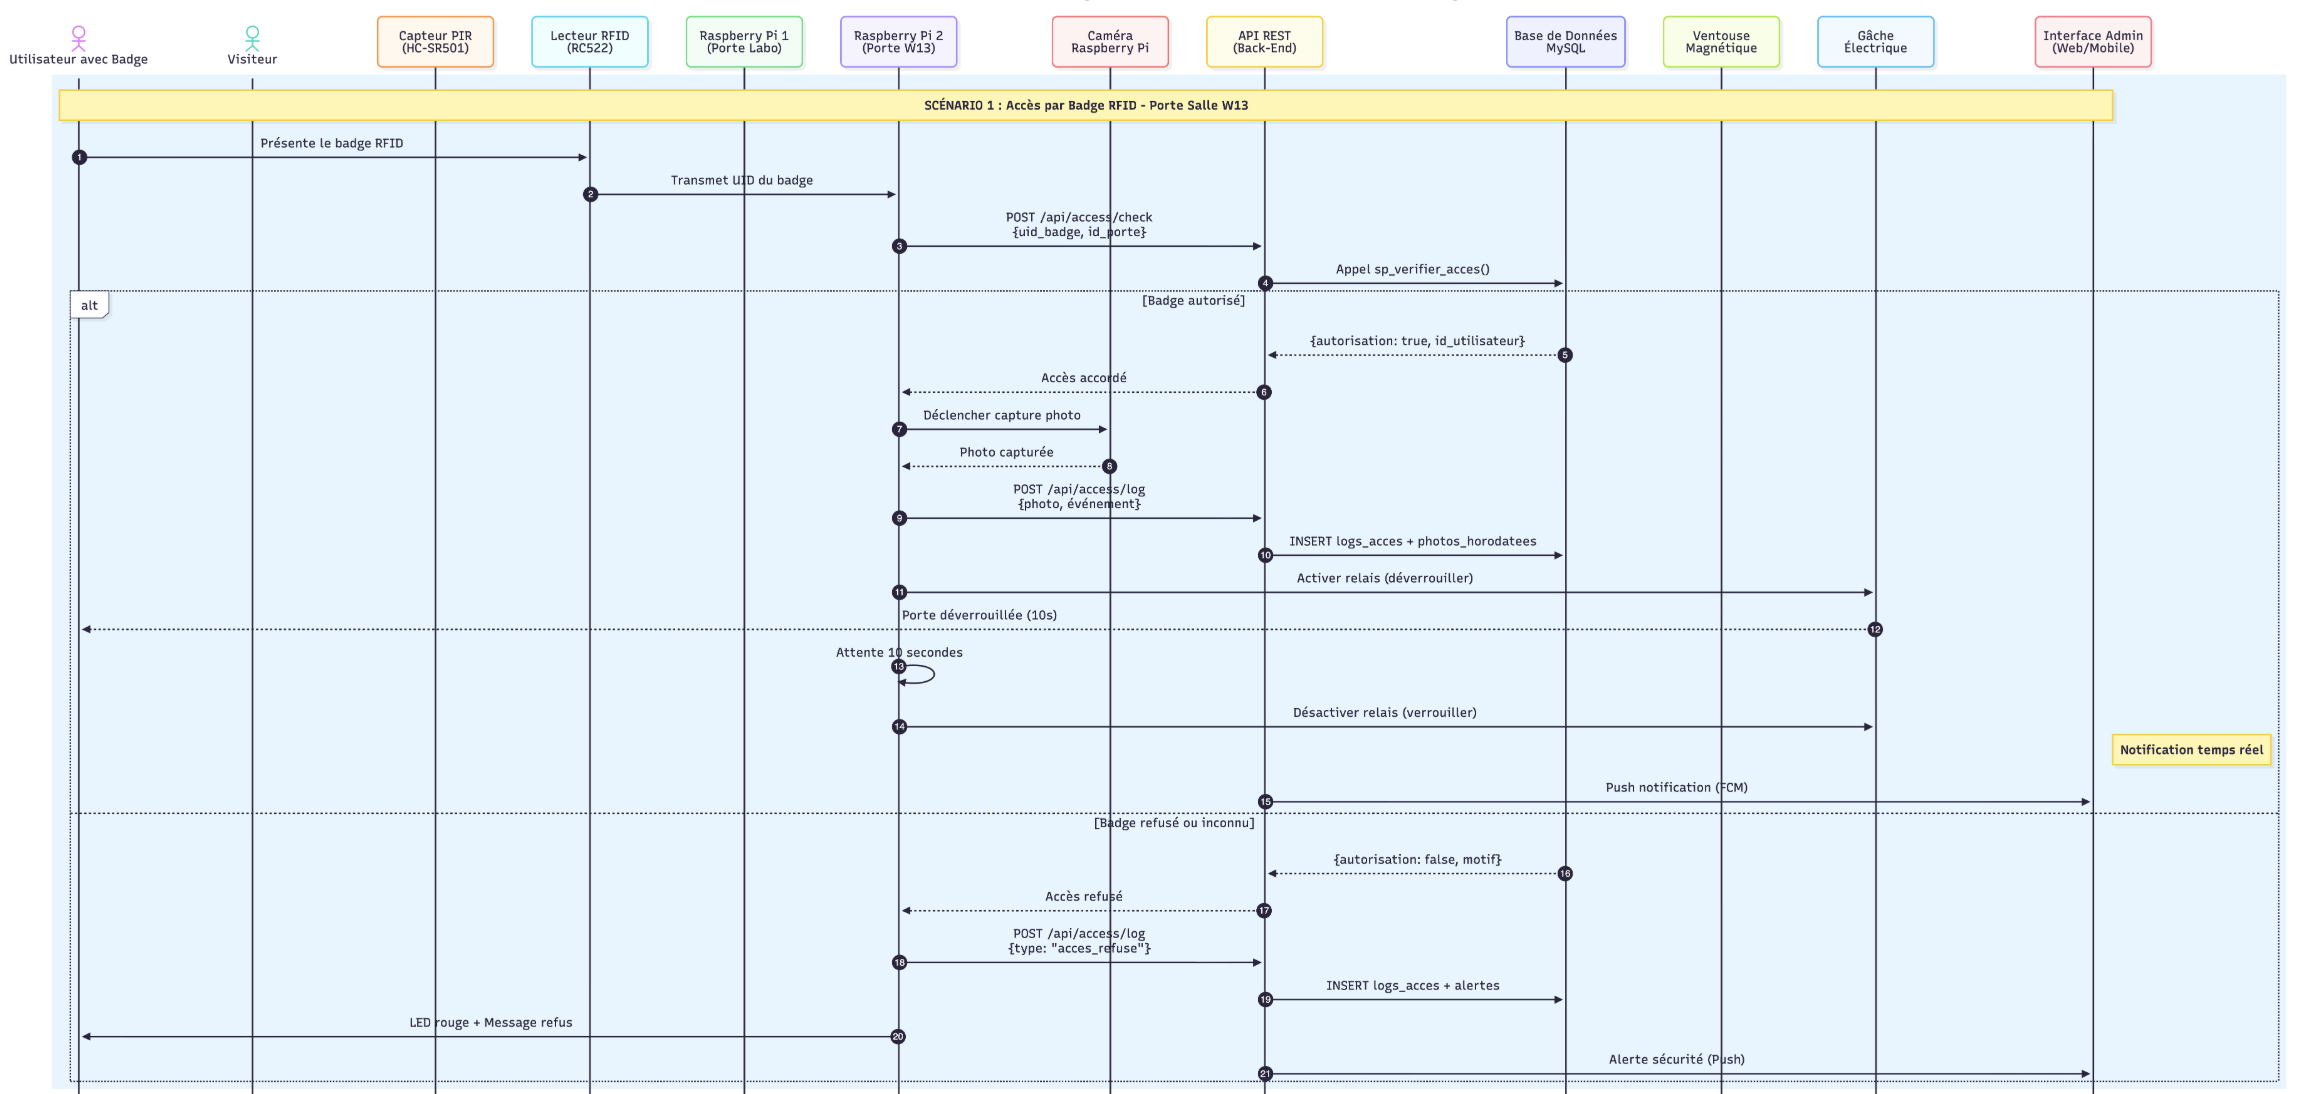 Utilisateur avec Badge
Visiteur
Capteur PIR
(HC-SR501)
Lecteur RFID
(RC522)
Raspberry Pi 1
(Porte Labo)
Raspberry Pi 2
(Porte W13)
Caméra
Raspberry Pi
API REST
(Back-End)
Base de Données
MySQL
Ventouse
Magnétique
Gâche
Électrique
Interface Admin
(Web/Mobile)
SCÉNARIO 1 : Accès par Badge RFID - Porte Salle W13
Présente le badge RFID
1
Transmet UID du badge
2
POST /api/access/check
{uid_badge, id_porte}
3
Appel sp_verifier_acces()
4
alt
[Badge autorisé]
{autorisation: true, id_utilisateur}
5
Accès accordé
6
Déclencher capture photo
7
Photo capturée
8
POST /api/access/log
{photo, événement}
9
INSERT logs_acces + photos_horodatees
10
Activer relais (déverrouiller)
11
Porte déverrouillée (10s)
12
Attente 10 secondes
13
Désactiver relais (verrouiller)
14
Notification temps réel
Push notification (FCM)
15
[Badge refusé ou inconnu]
{autorisation: false, motif}
16
Accès refusé
17
POST /api/access/log
{type: "acces_refuse"}
18
INSERT logs_acces + alertes
19
LED rouge + Message refus
20
Alerte sécurité (Push)
21